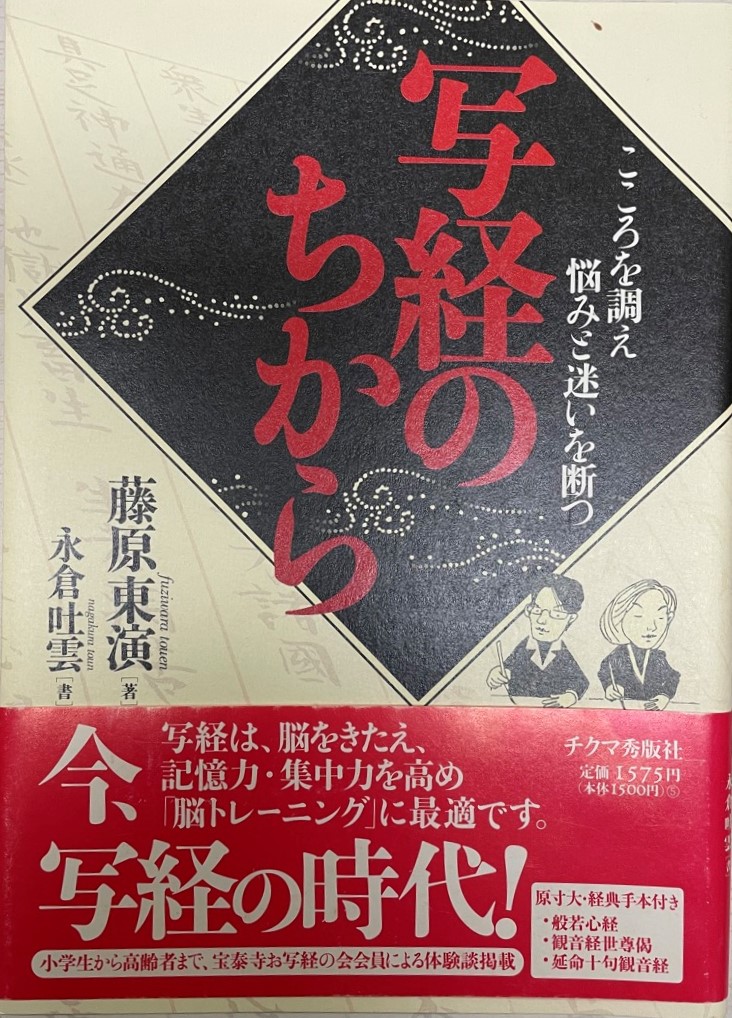 こころを調え
悩みと迷いを断つ
写経の
ちから
藤原東演[著]
fuziwara touen
永倉吐雲[書]
nagakura toun
今、
写経は、脳をきたえ、
記憶力・集中力を高め
「脳トレーニング」に最適です。
写経の時代!
小学生から高齢者まで、宝泰寺お写経の会会員による体験談掲載
チクマ秀版社
定価1575円
(本体1500円)⑤
原寸大・経典手本付き
・般若心経
・観音経世尊偈
・延命十句観音経